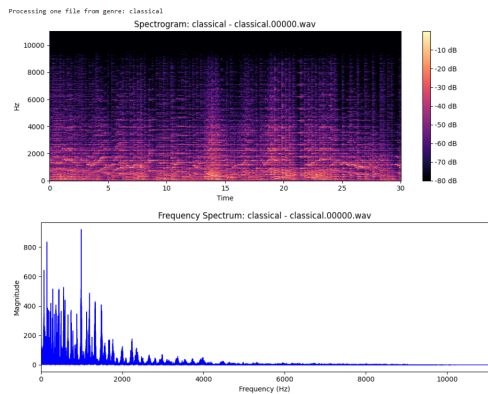 Processing one file from genre: classical
Spectrogram: classical - classical.00000.wav
10000
8000
6000
4000
2000
0
Hz
0 5 10 15 20 25 30
Time
-10 dB
-20 dB
-30 dB
-40 dB
-50 dB
-60 dB
-70 dB
-80 dB
Frequency Spectrum: classical - classical.00000.wav
800
600
400
200
0
Magnitude
0 2000 4000 6000 8000 10000
Frequency (Hz)